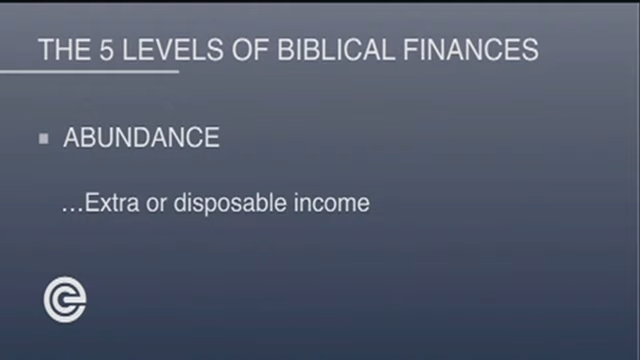 THE 5 LEVELS OF BIBLICAL FINANCES
ABUNDANCE
…Extra or disposable income